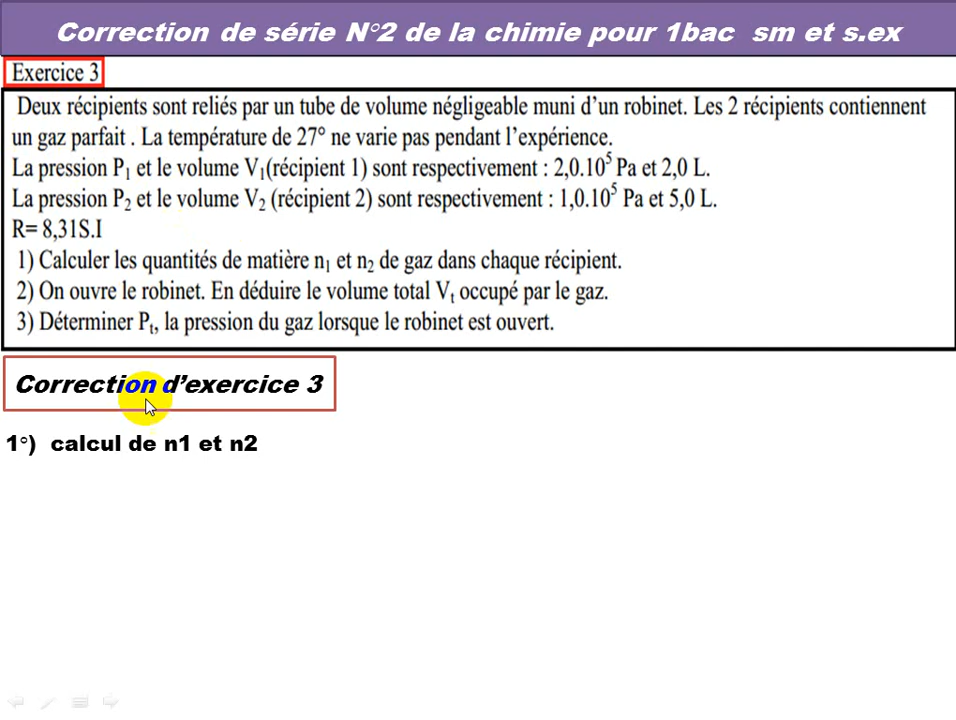 Correction de série N°2 de la chimie pour 1bac sm et s.ex
Exercice 3
Deux récipients sont reliés par un tube de volume négligeable muni d’un robinet. Les 2 récipients contiennent
un gaz parfait . La température de 27° ne varie pas pendant l’expérience.
La pression P₁ et le volume V₁(récipient 1) sont respectivement : 2,0.10⁵ Pa et 2,0 L.
La pression P₂ et le volume V₂ (récipient 2) sont respectivement : 1,0.10⁵ Pa et 5,0 L.
R= 8,31S.I
1) Calculer les quantités de matière n₁ et n₂ de gaz dans chaque récipient.
2) On ouvre le robinet. En déduire le volume total Vₜ occupé par le gaz.
3) Déterminer Pₜ, la pression du gaz lorsque le robinet est ouvert.
Correction d’exercice 3
1°) calcul de n1 et n2